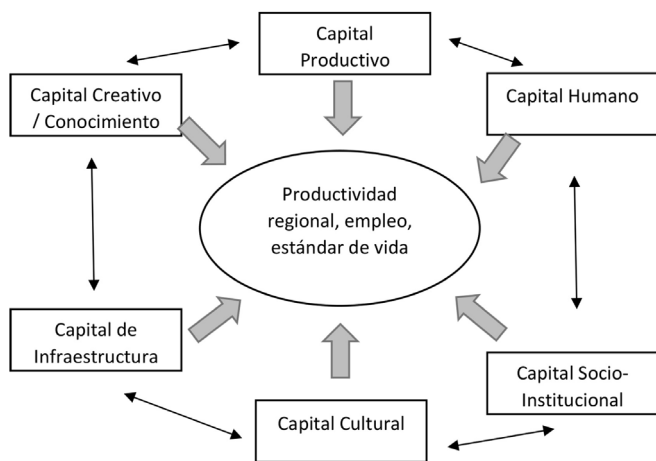 Capital
Productivo
Capital Creativo
/ Conocimiento
Capital Humano
Productividad
regional, empleo,
estándar de vida
Capital de
Infraestructura
Capital Socio-
Institucional
Capital Cultural